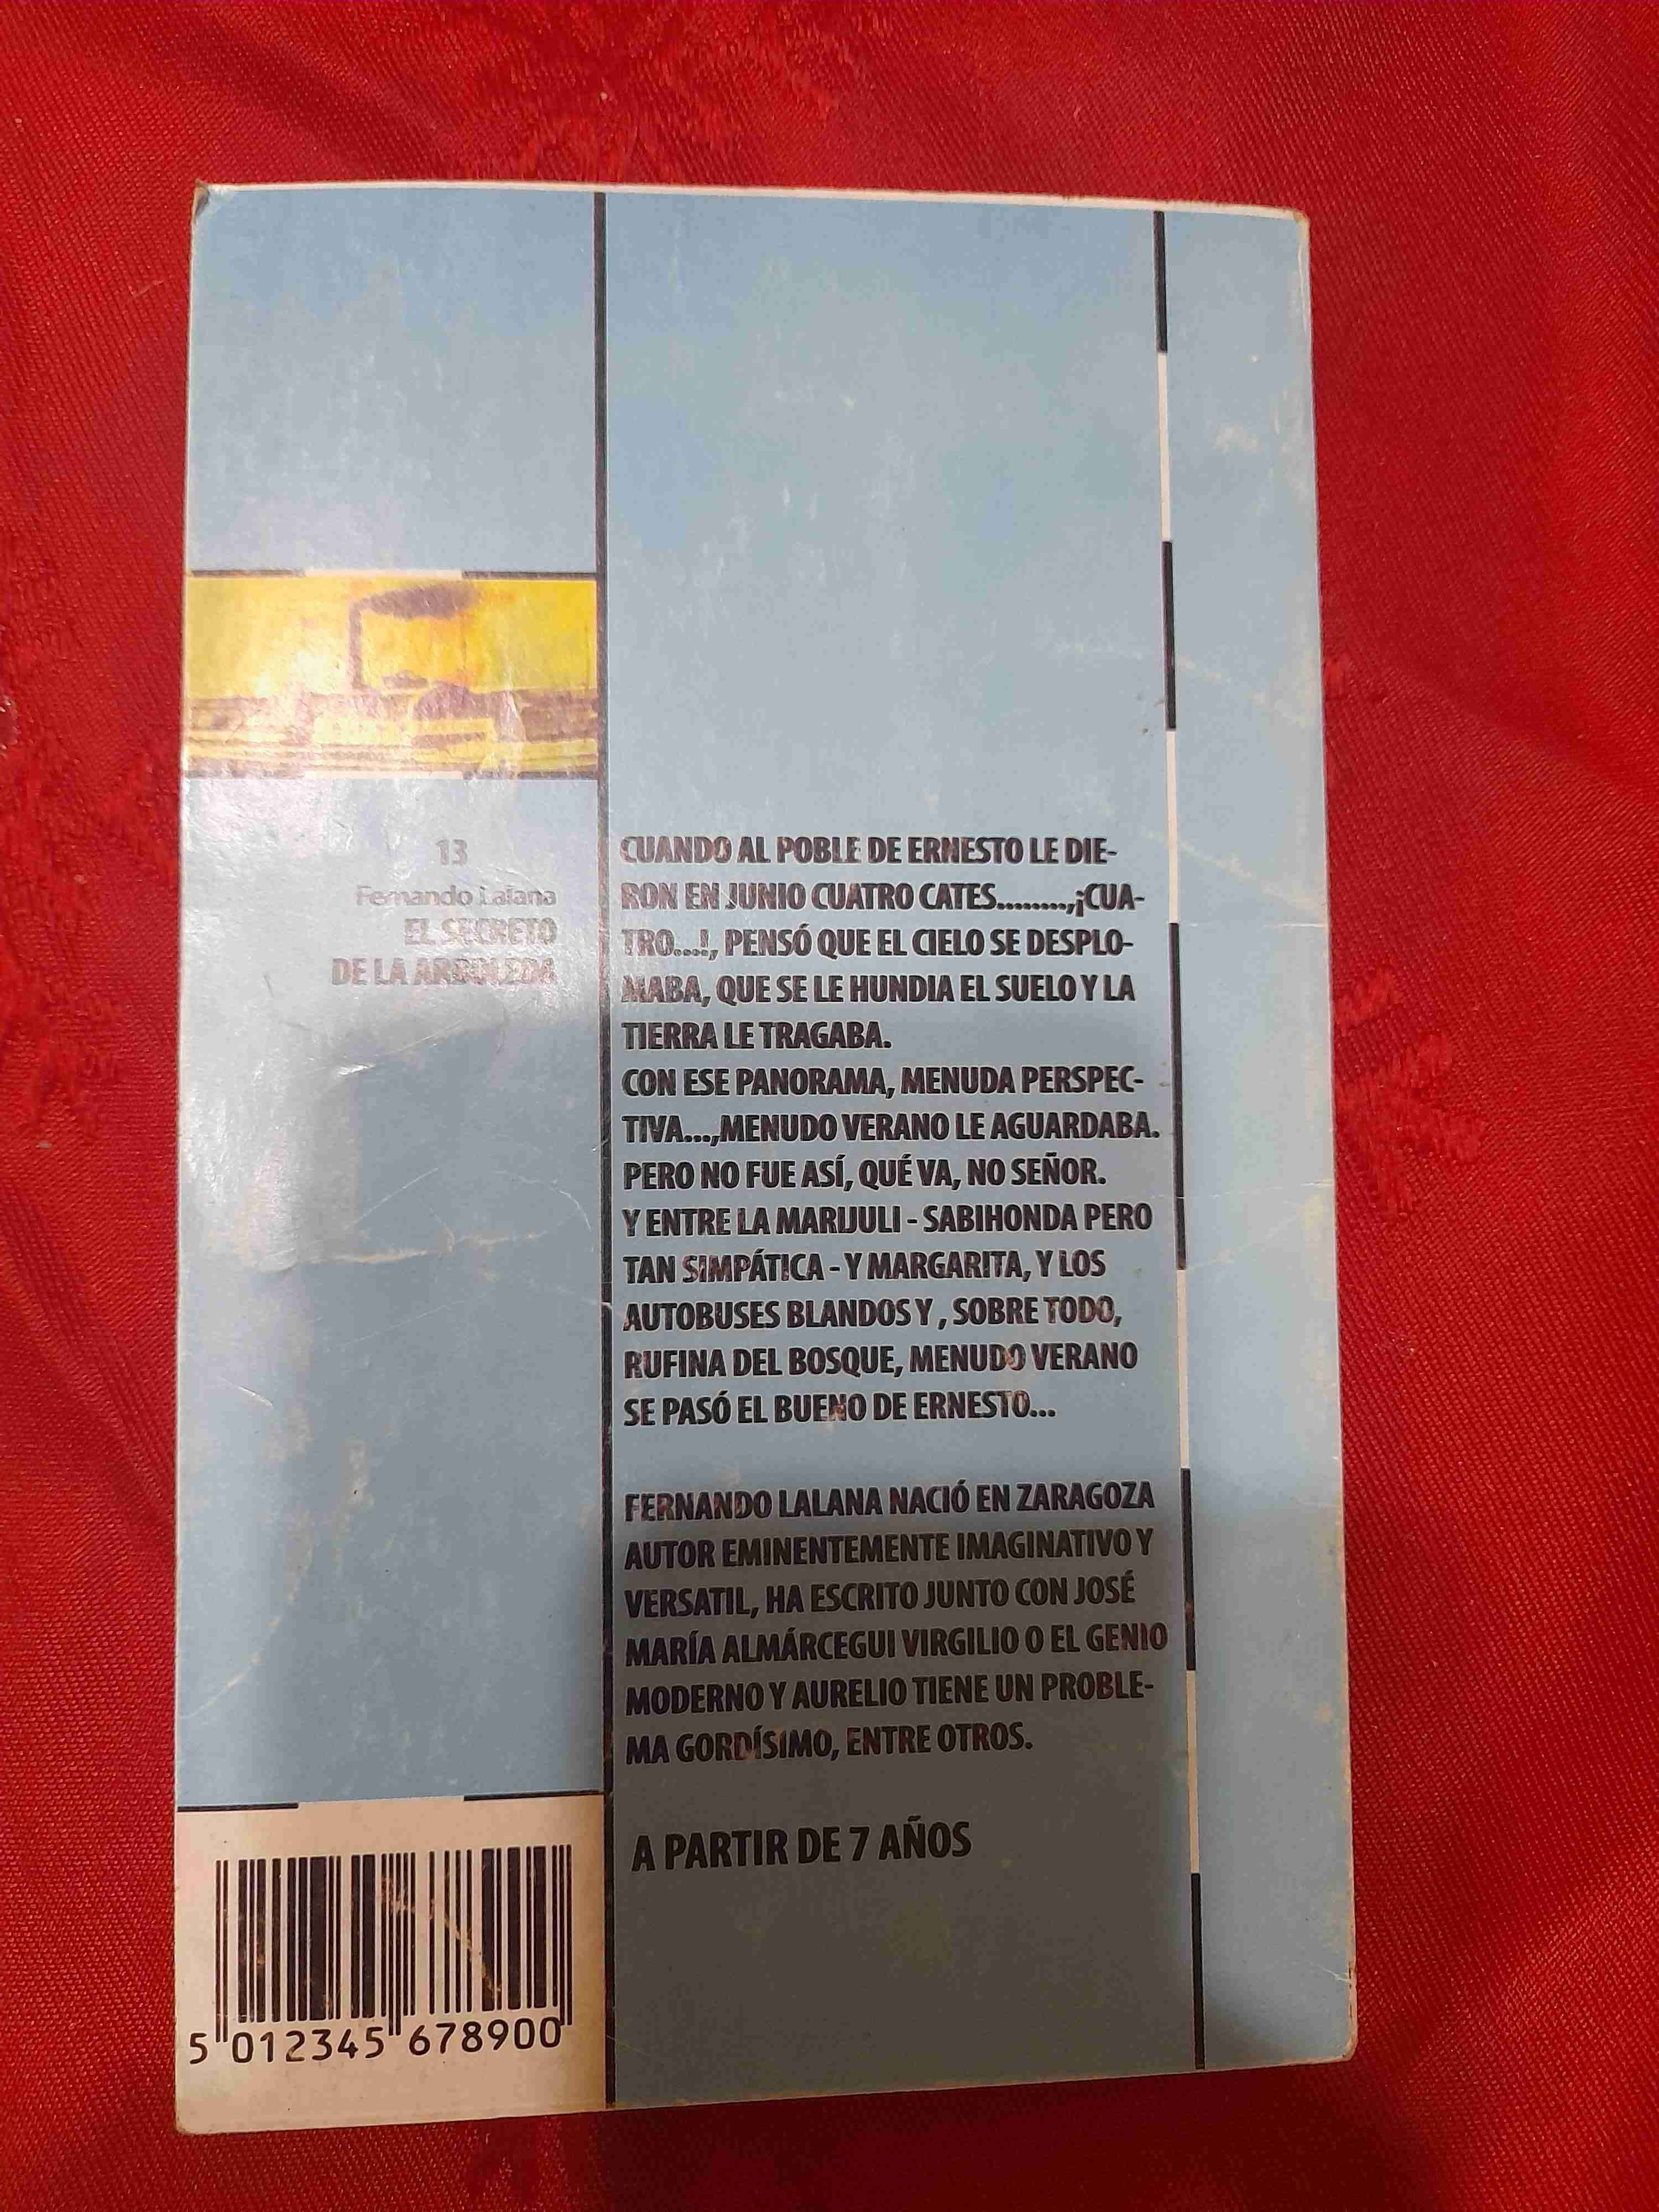 13
Fernando Lalana
EL SECRETO
DE LA ARBOLEDA
CUANDO AL POBLE DE ERNESTO LE DIE-
RON EN JUNIO CUATRO CATES........,¡CUA-
TRO...!, PENSÓ QUE EL CIELO SE DESPLO-
MABA, QUE SE LE HUNDIA EL SUELO Y LA
TIERRA LE TRAGABA.
CON ESE PANORAMA, MENUDA PERSPEC-
TIVA...,MENUDO VERANO LE AGUARDABA.
PERO NO FUE ASÍ, QUÉ VA, NO SEÑOR.
Y ENTRE LA MARIJULI - SABIHONDA PERO
TAN SIMPÁTICA - Y MARGARITA, Y LOS
AUTOBUSES BLANDOS Y , SOBRE TODO,
RUFINA DEL BOSQUE, MENUDO VERANO
SE PASÓ EL BUENO DE ERNESTO...
FERNANDO LALANA NACIÓ EN ZARAGOZA
AUTOR EMINENTEMENTE IMAGINATIVO Y
VERSATIL, HA ESCRITO JUNTO CON JOSÉ
MARÍA ALMÁRCEGUI VIRGILIO O EL GENIO
MODERNO Y AURELIO TIENE UN PROBLE-
MA GORDÍSIMO, ENTRE OTROS.
A PARTIR DE 7 AÑOS
5 012345 678900